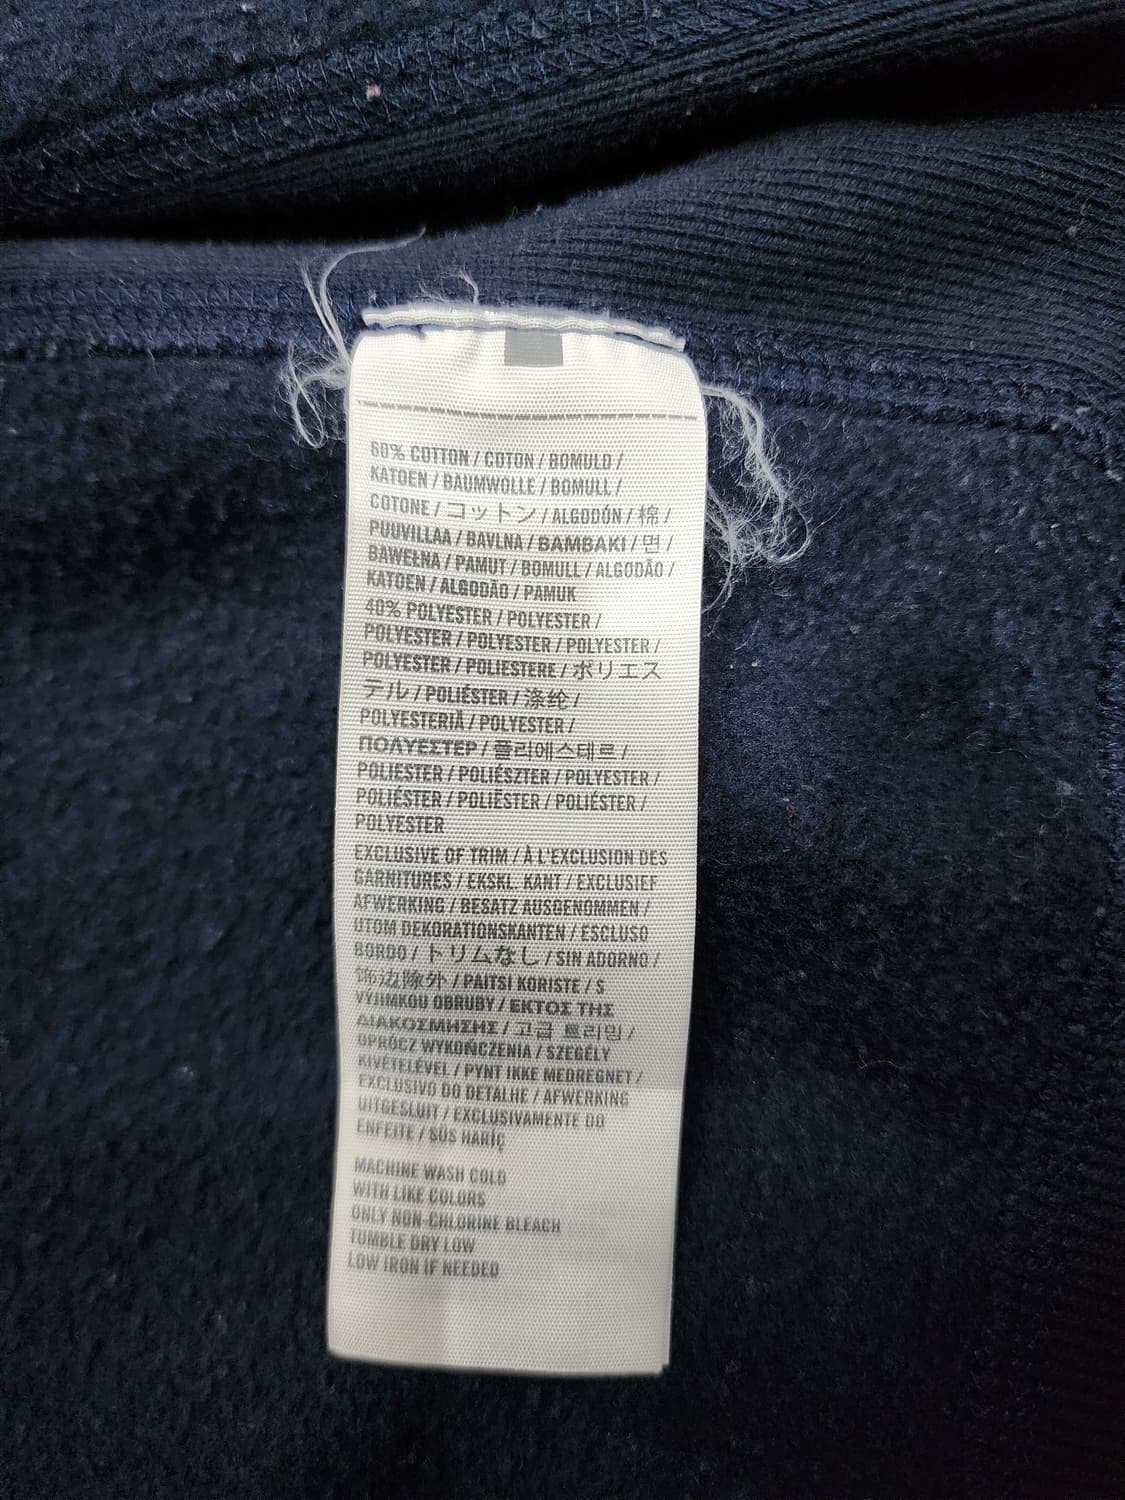 60% COTTON / COTON / BOMULD /
KATOEN / BAUMWOLLE / BOMULL /
COTONE / コットン / ALGODÓN / 棉 /
PUUVILLAA / BAVLNA / ΒΑΜΒΑΚΙ / 면 /
BAWEŁNA / PAMUT / BOMULL / ALGODÃO /
KATOEN / ALGODÃO / PAMUK
40% POLYESTER / POLYESTER /
POLYESTER / POLYESTER / POLYESTER /
POLYESTER / POLIESTERE / ポリエス
テル / POLIÉSTER / 涤纶 /
POLYESTERIÄ / POLYESTER /
ΠΟΛΥΕΣΤΕΡ / 폴리에스테르 /
POLIESTER / POLIÉSZTER / POLYESTER /
POLIÉSTER / POLIËSTER / POLIÉSTER /
POLYESTER
EXCLUSIVE OF TRIM / À L'EXCLUSION DES
GARNITURES / EKSKL. KANT / EXCLUSIEF
AFWERKING / BESATZ AUSGENOMMEN /
UTOM DEKORATIONSKANTEN / ESCLUSO
BORDO / トリムなし / SIN ADORNO /
饰边除外 / PAITSI KORISTE / S
VÝJIMKOU OBRUBY / ΕΚΤΟΣ ΤΗΣ
ΔΙΑΚΟΣΜΗΣΗΣ / 고급 트리밍 /
OPRÓCZ WYKOŃCZENIA / SZEGÉLY
KIVÉTELÉVEL / PYNT IKKE MEDREGNET /
EXCLUSIVO DO DETALHE / AFWERKING
UITGESLUIT / EXCLUSIVAMENTE DO
ENFEITE / SÜS HARİÇ
MACHINE WASH COLD
WITH LIKE COLORS
ONLY NON-CHLORINE BLEACH
TUMBLE DRY LOW
LOW IRON IF NEEDED